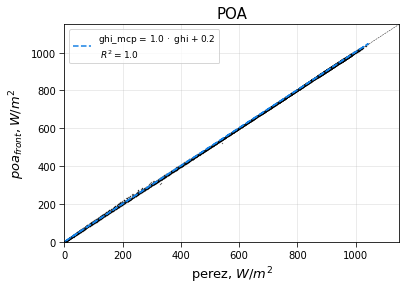 POA
ghi_mcp = 1.0 · ghi + 0.2
R² = 1.0
poa_front, W/m²
1000
800
600
400
200
0
0 200 400 600 800 1000
perez, W/m²